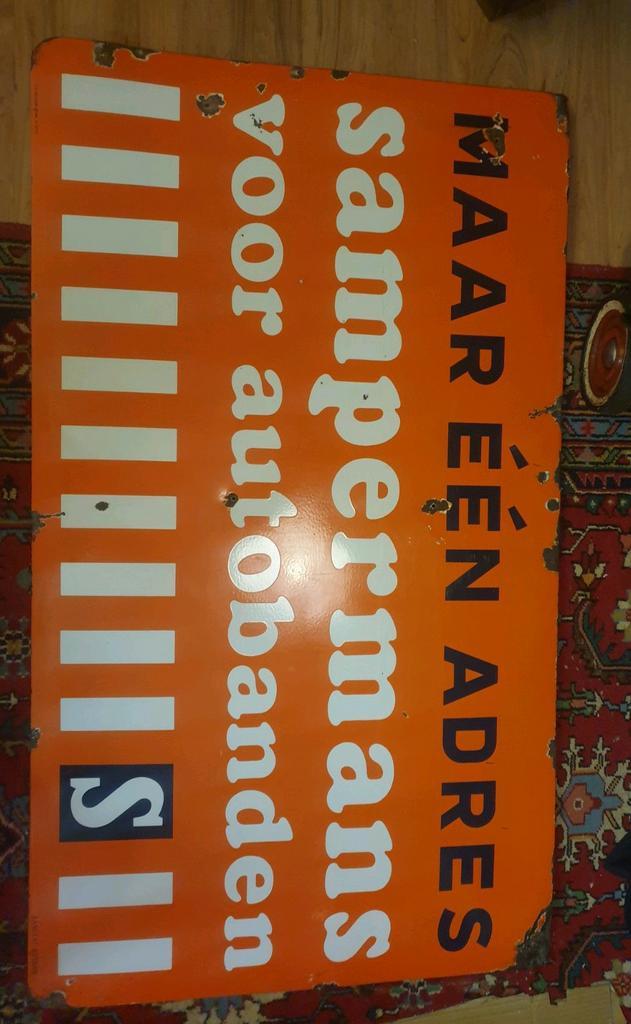 MAAR ÉÉN ADRES
sampermans
voor autobanden
S